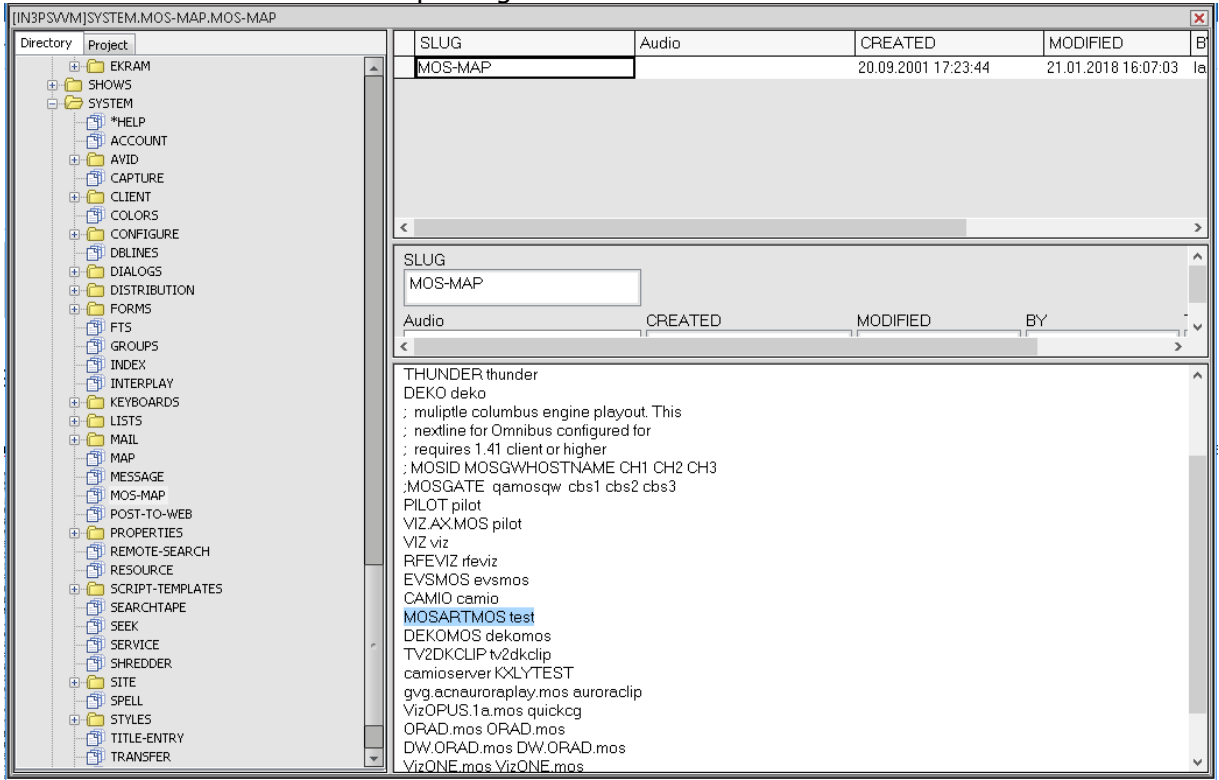 [IN3PSVVM]SYSTEM.MOS-MAP.MOS-MAP
Directory Project
EKRAM
SHOWS
SYSTEM
*HELP
ACCOUNT
AVID
CAPTURE
CLIENT
COLORS
CONFIGURE
DBLINES
DIALOGS
DISTRIBUTION
FORMS
FTS
GROUPS
INDEX
INTERPLAY
KEYBOARDS
LISTS
MAIL
MAP
MESSAGE
MOS-MAP
POST-TO-WEB
PROPERTIES
REMOTE-SEARCH
RESOURCE
SCRIPT-TEMPLATES
SEARCHTAPE
SEEK
SERVICE
SHREDDER
SITE
SPELL
STYLES
TITLE-ENTRY
TRANSFER
SLUG Audio CREATED MODIFIED
MOS-MAP 20.09.2001 17:23:44 21.01.2018 16:07:03
SLUG
MOS-MAP
Audio CREATED MODIFIED BY
THUNDER thunder
DEKO deko
; muliptle columbus engine playout. This
; nextline for Omnibus configured for
; requires 1.41 client or higher
; MOSID MOSGWHOSTNAME CH1 CH2 CH3
;MOSGATE qamosqw cbs1 cbs2 cbs3
PILOT pilot
VIZ.AX.MOS pilot
VIZ viz
RFEVIZ rfeviz
EVSMOS evsmos
CAMIO camio
MOSARTMOS test
DEKOMOS dekomos
TV2DKCLIP tv2dkclip
camioserver KXLYTEST
gvg.acnauroraplay.mos auroraclip
VizOPUS.1a.mos quickcg
ORAD.mos ORAD.mos
DW.ORAD.mos DW.ORAD.mos
VizONE.mos VizONE.mos